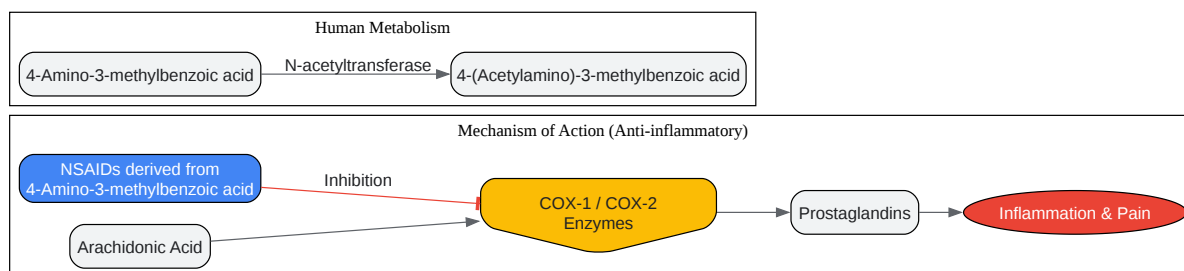 Human Metabolism
4-Amino-3-methylbenzoic acid
N-acetyltransferase
4-(Acetylamino)-3-methylbenzoic acid
Mechanism of Action (Anti-inflammatory)
NSAIDs derived from
4-Amino-3-methylbenzoic acid
Inhibition
Arachidonic Acid
COX-1 / COX-2
Enzymes
Prostaglandins
Inflammation & Pain